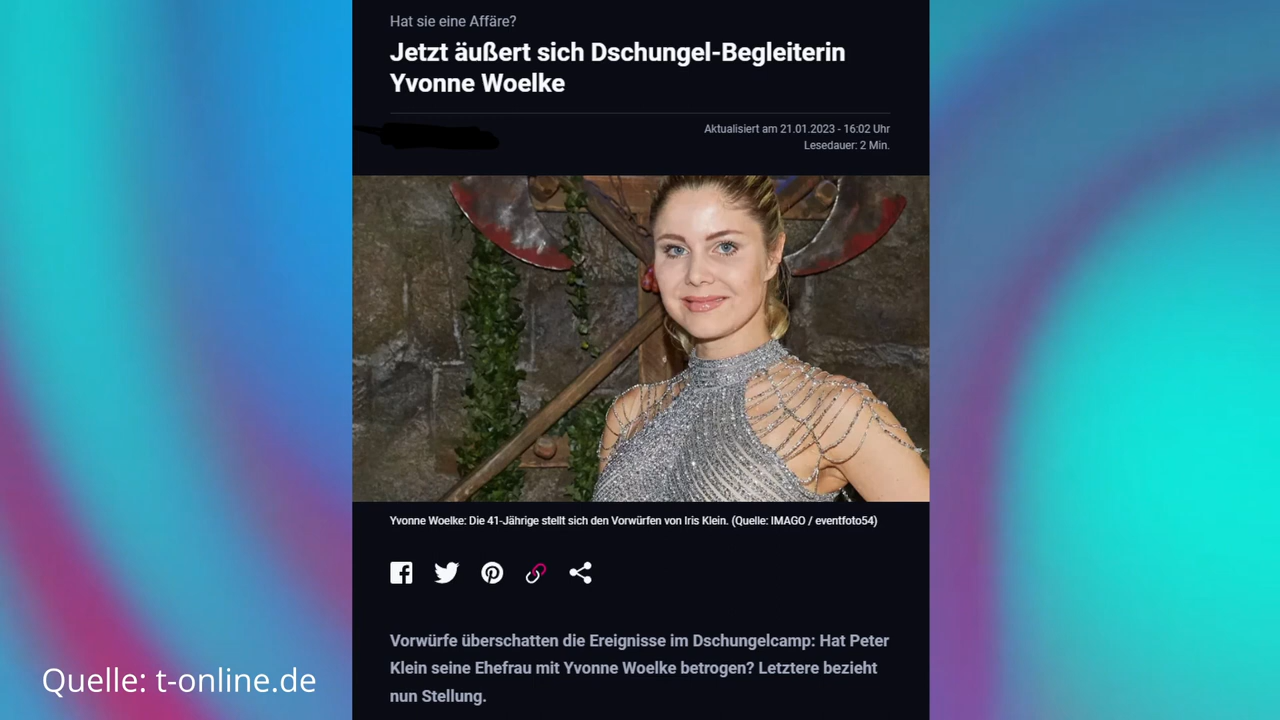 Hat sie eine Affäre?
Jetzt äußert sich Dschungel-Begleiterin
Yvonne Woelke
Aktualisiert am 21.01.2023 - 16:02 Uhr
Lesedauer: 2 Min.
Yvonne Woelke: Die 41-Jährige stellt sich den Vorwürfen von Iris Klein. (Quelle: IMAGO / eventfoto54)
Vorwürfe überschatten die Ereignisse im Dschungelcamp: Hat Peter
Klein seine Ehefrau mit Yvonne Woelke betrogen? Letztere bezieht
nun Stellung.
Quelle: t-online.de